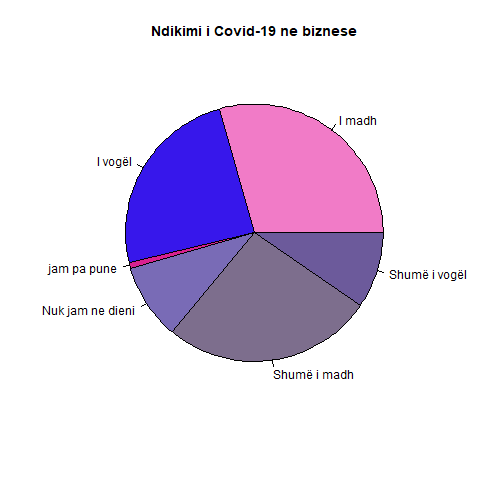 Ndikimi i Covid-19 ne biznese
I madh
I vogël
jam pa pune
Nuk jam ne dieni
Shumë i madh
Shumë i vogël